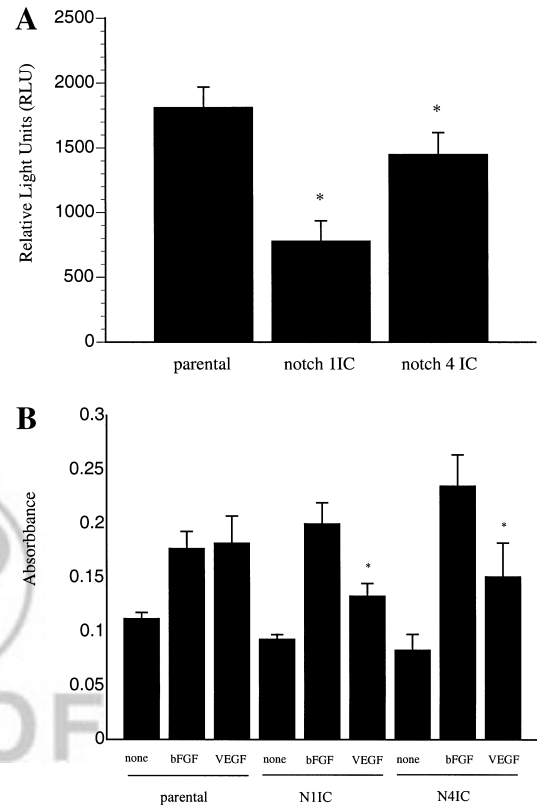 A
Relative Light Units (RLU)
2500
2000
1500
1000
500
0
*
*
parental notch 1IC notch 4 IC
B
Absorbbance
0.3
0.25
0.2
0.15
0.1
0.05
0
*
*
none bFGF VEGF none bFGF VEGF none bFGF VEGF
parental N1IC N4IC
OF